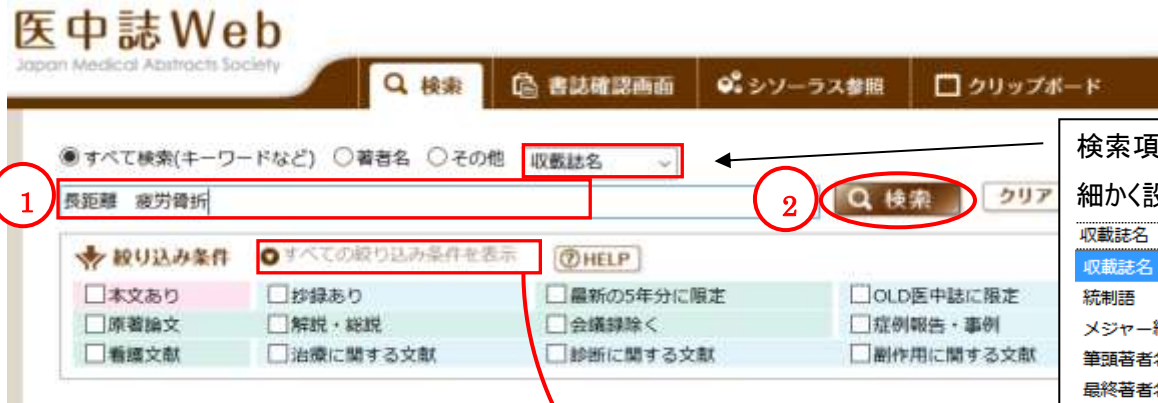 医中誌Web
Japan Medical Abstracts Society
検索 書誌確認画面 シソーラス参照 クリップボード
すべて検索(キーワードなど) 著者名 その他 収載誌名
検索項
1 長距離 疲労骨折 2 検索 クリア
細かく設
絞り込み条件 すべての絞り込み条件を表示 HELP
本文あり 抄録あり 最新の5年分に限定 OLD医中誌に限定
原著論文 解説・総説 会議録除く 症例報告・事例
看護文献 治療に関する文献 診断に関する文献 副作用に関する文献
収載誌名
収載誌名
統制語
メジャー
筆頭著者名
最終著者名